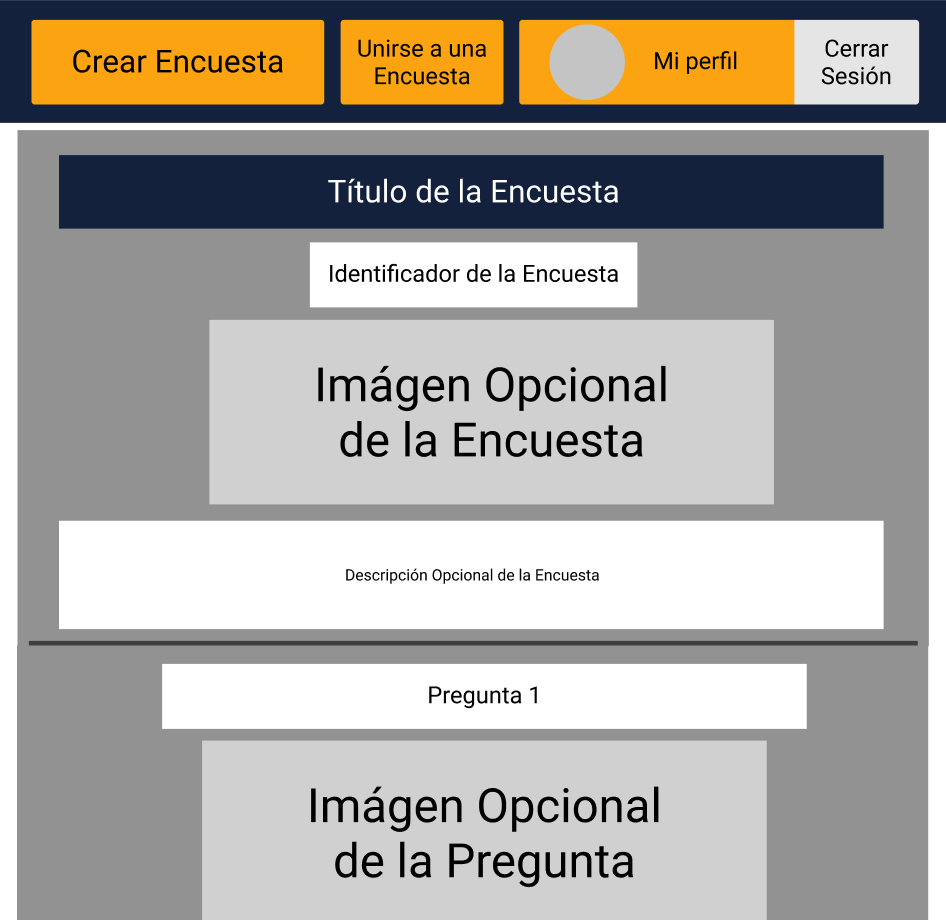 Crear Encuesta
Unirse a una
Encuesta
Mi perfil
Cerrar
Sesión
Título de la Encuesta
Identificador de la Encuesta
Imágen Opcional
de la Encuesta
Descripción Opcional de la Encuesta
Pregunta 1
Imágen Opcional
de la Pregunta